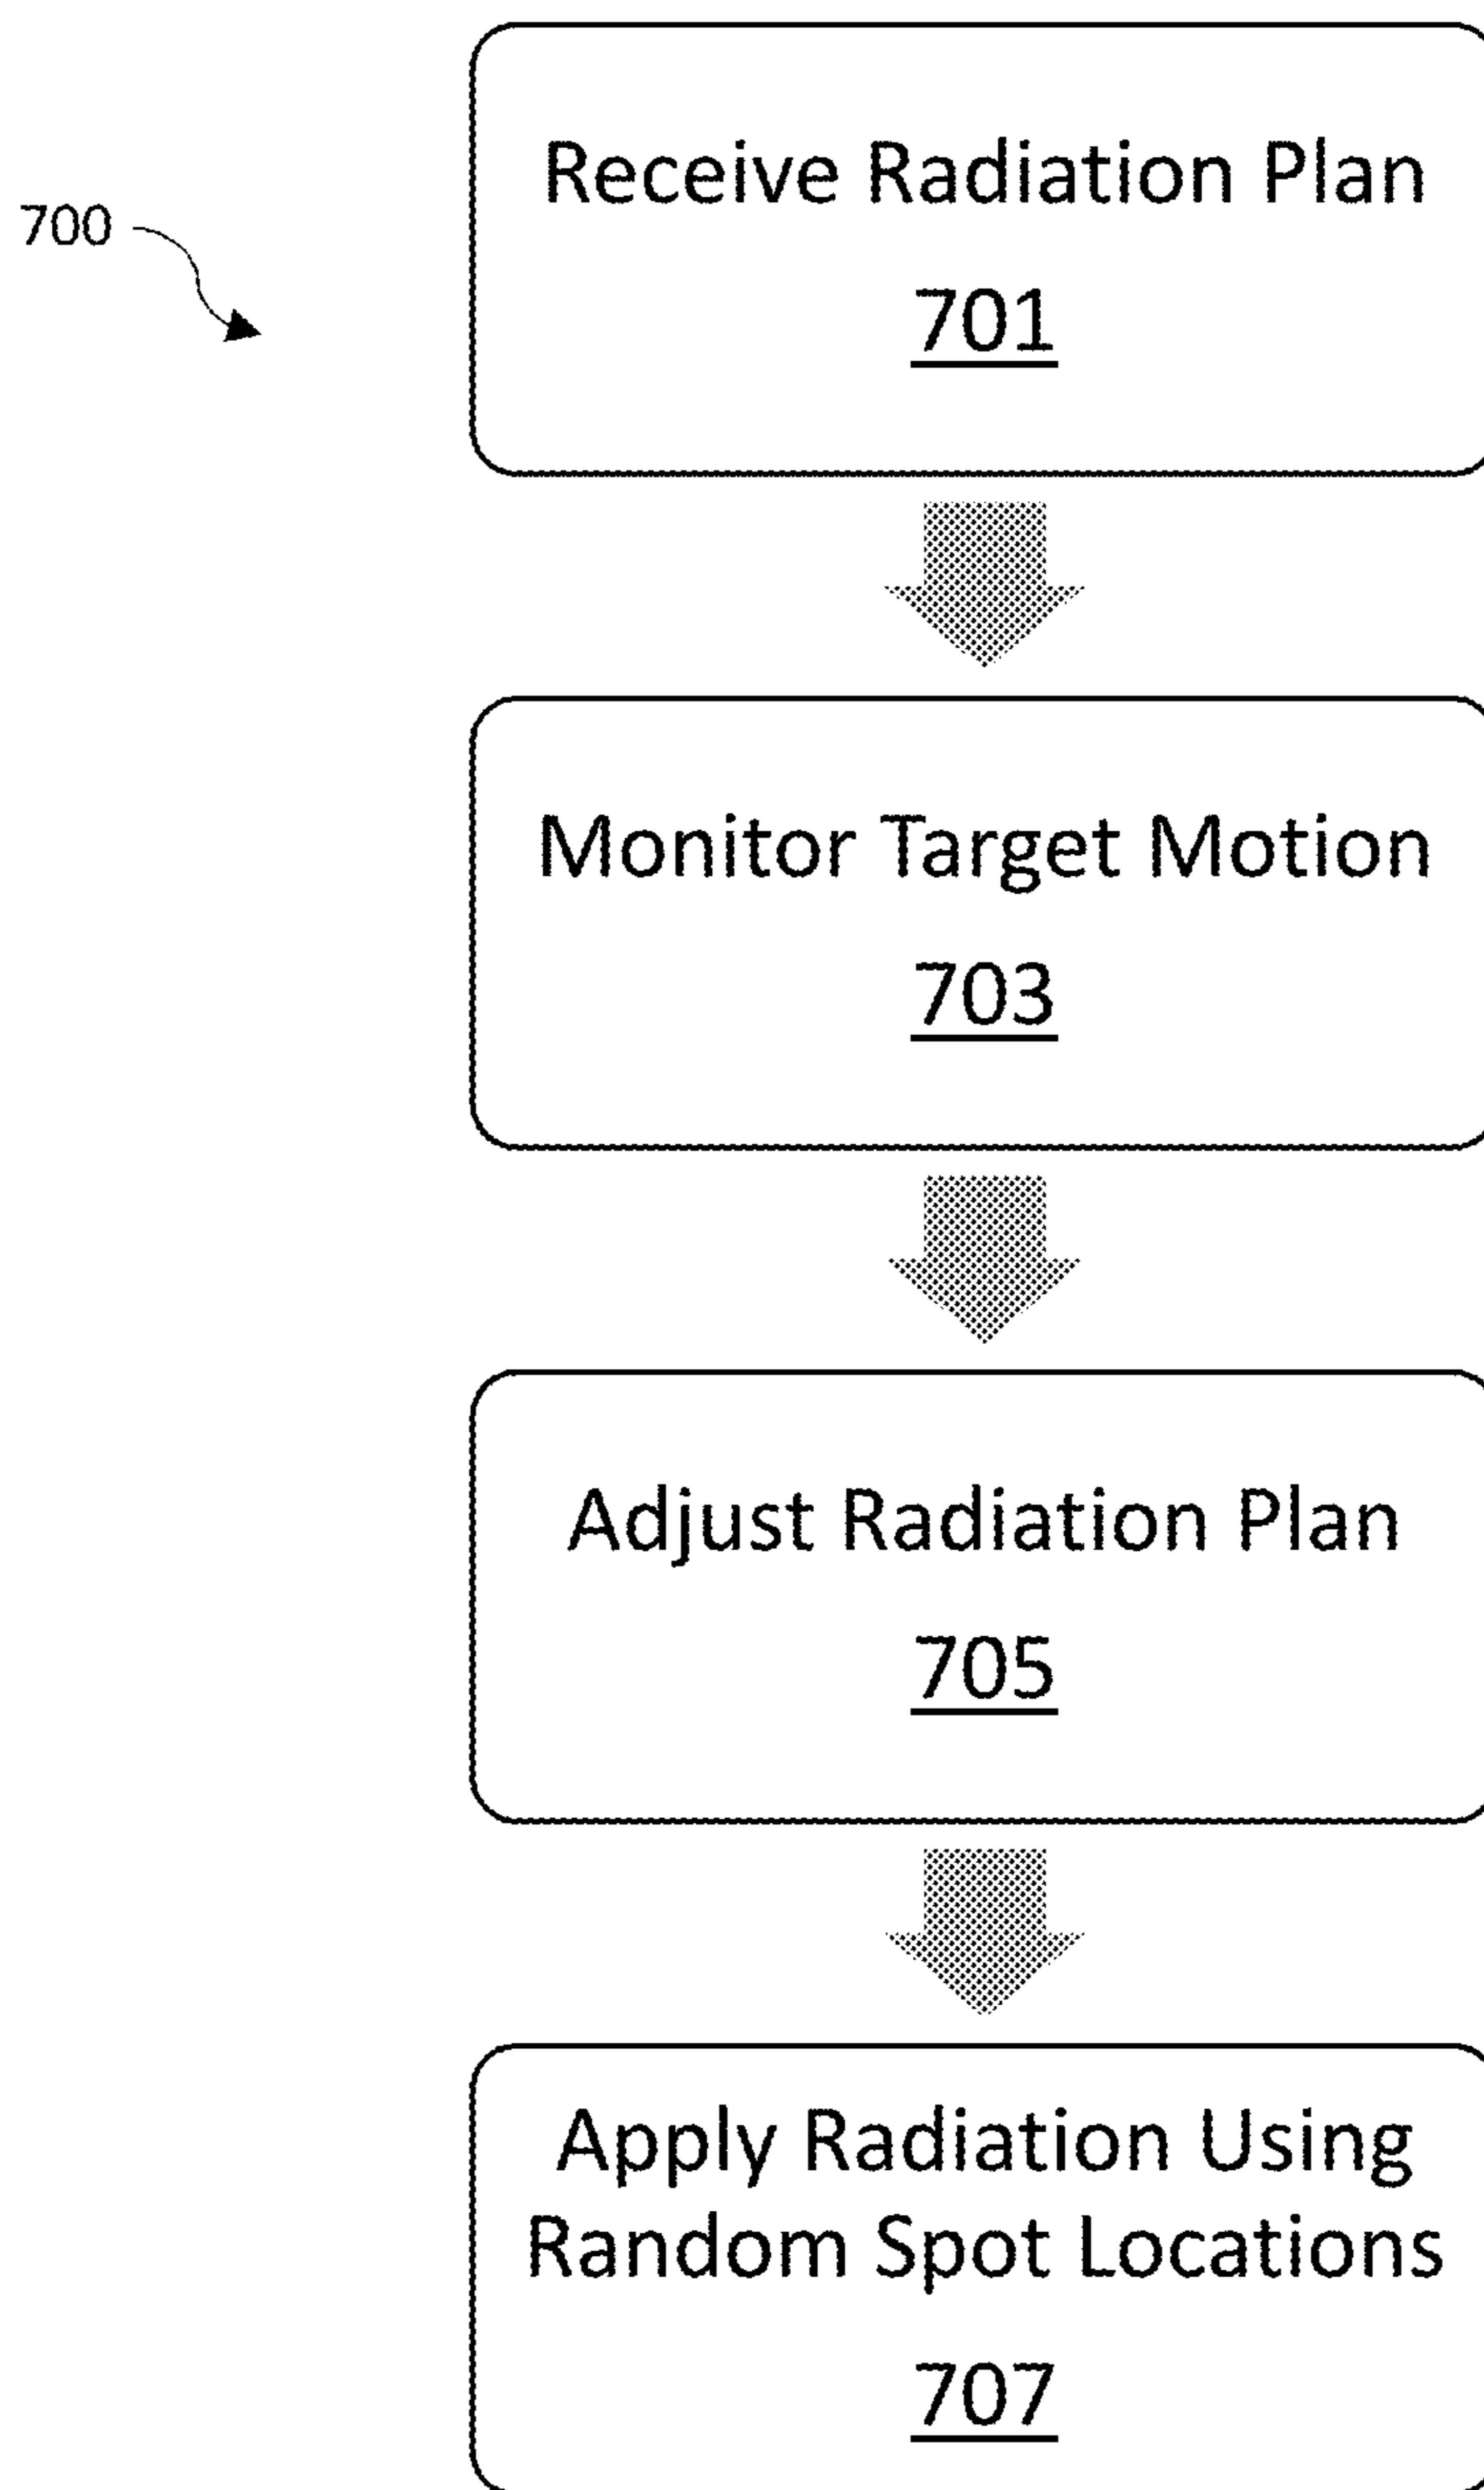 700
Receive Radiation Plan
701
Monitor Target Motion
703
Adjust Radiation Plan
705
Apply Radiation Using
Random Spot Locations
707